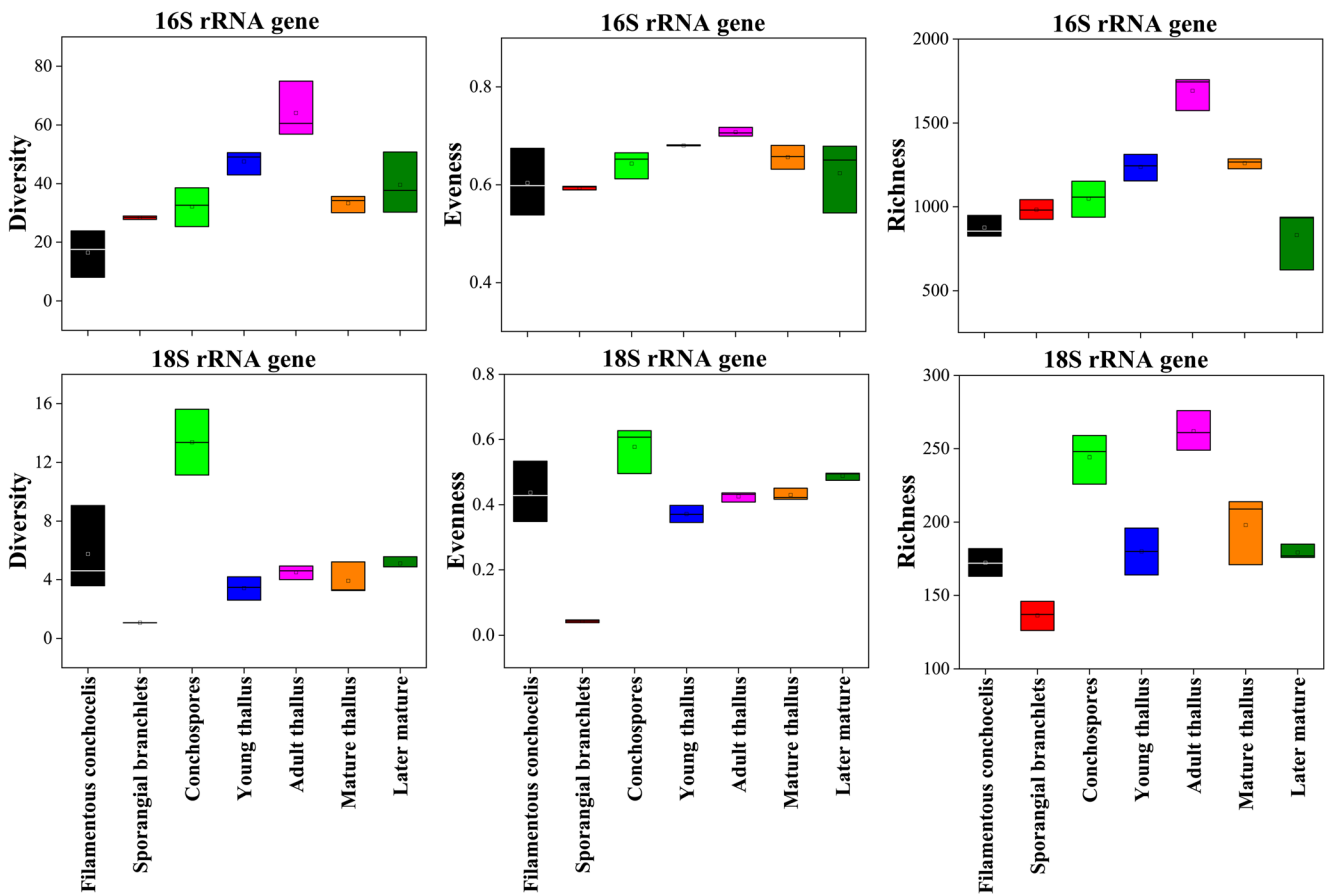 16S rRNA gene
Diversity
80
60
40
20
0
16S rRNA gene
Eveness
0.8
0.6
0.4
16S rRNA gene
Richness
2000
1500
1000
500
18S rRNA gene
Diversity
16
12
8
4
0
18S rRNA gene
Evenness
0.8
0.6
0.4
0.2
0.0
18S rRNA gene
Richness
300
250
200
150
100
Filamentous conchocelis
Sporangial branchlets
Conchospores
Young thallus
Adult thallus
Mature thallus
Later mature
Filamentous conchocelis
Sporangial branchlets
Conchospores
Young thallus
Adult thallus
Mature thallus
Later mature
Filamentous conchocelis
Sporangial branchlets
Conchospores
Young thallus
Adult thallus
Mature thallus
Later mature